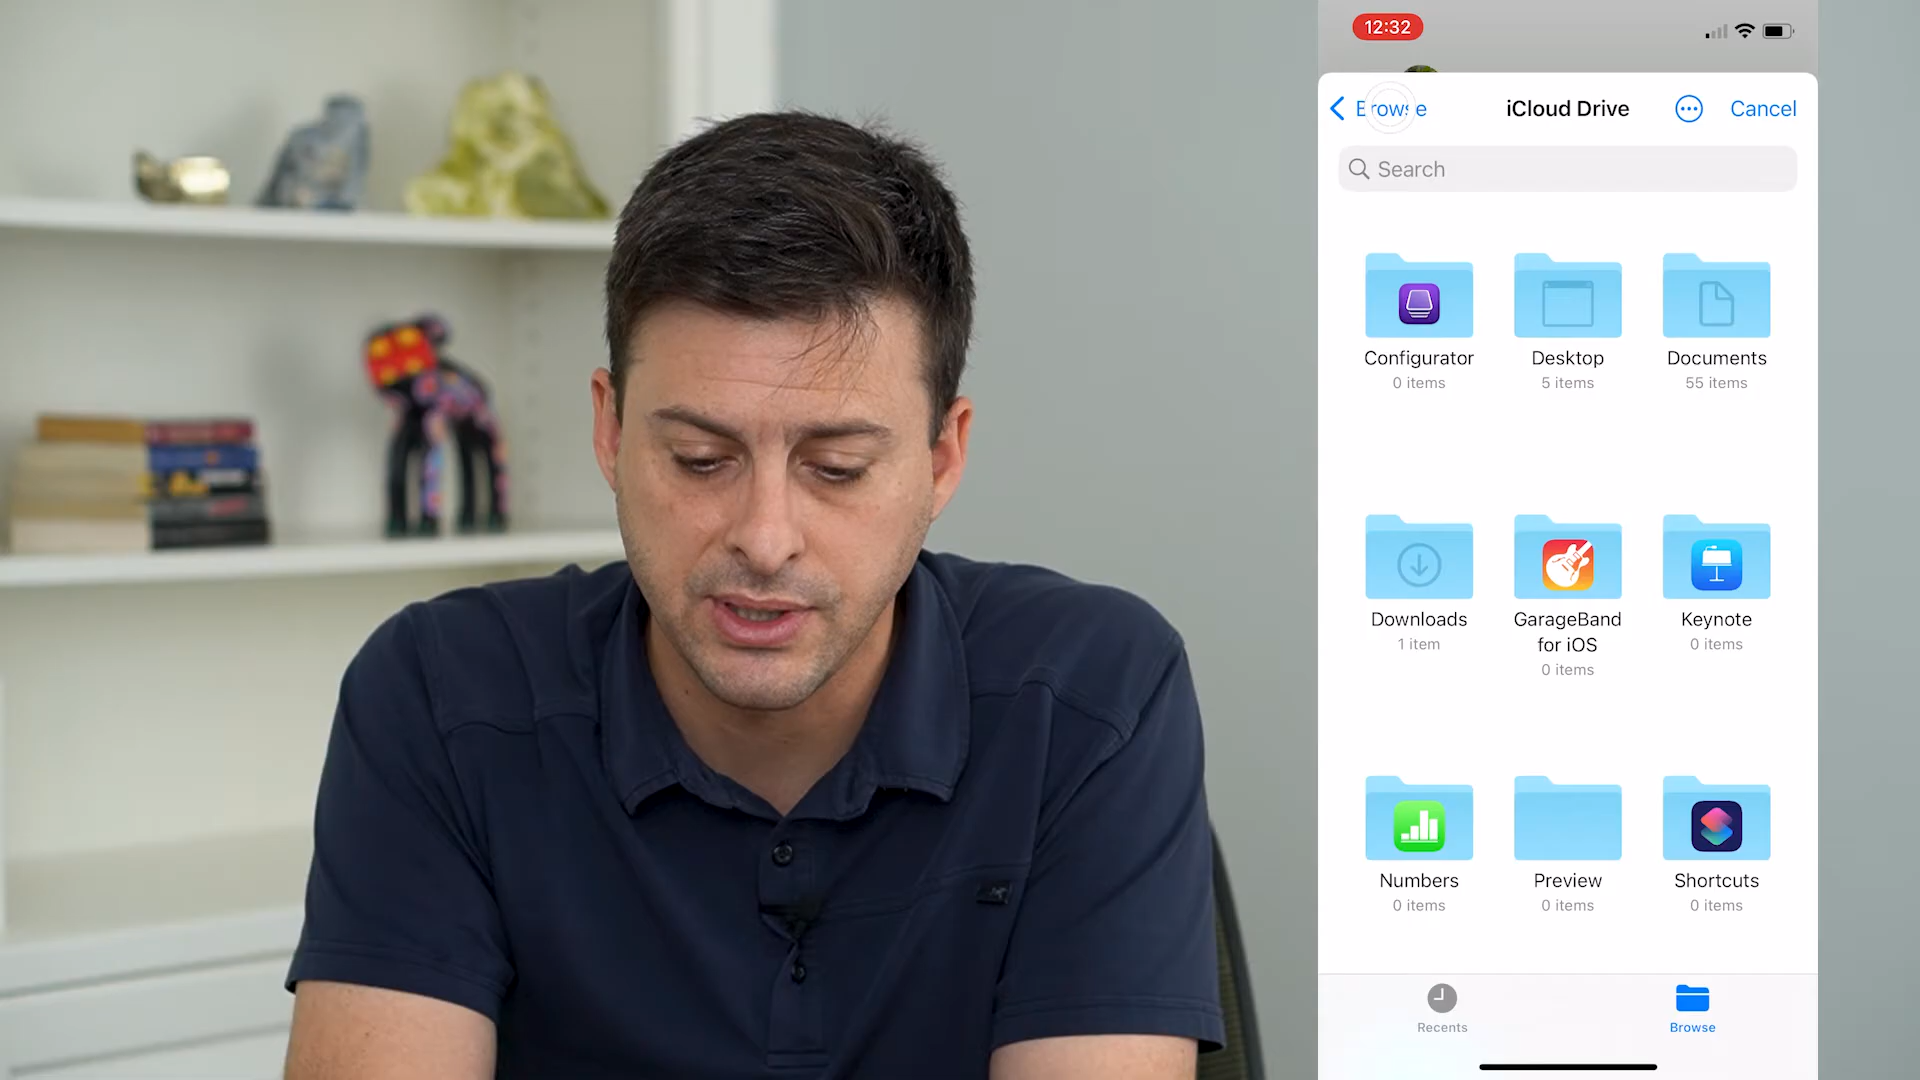 12:32
Browse
iCloud Drive
Cancel
Search
Configurator
0 items
Desktop
5 items
Documents
55 items
Downloads
1 item
GarageBand
for iOS
0 items
Keynote
0 items
Numbers
0 items
Preview
0 items
Shortcuts
0 items
Recents
Browse